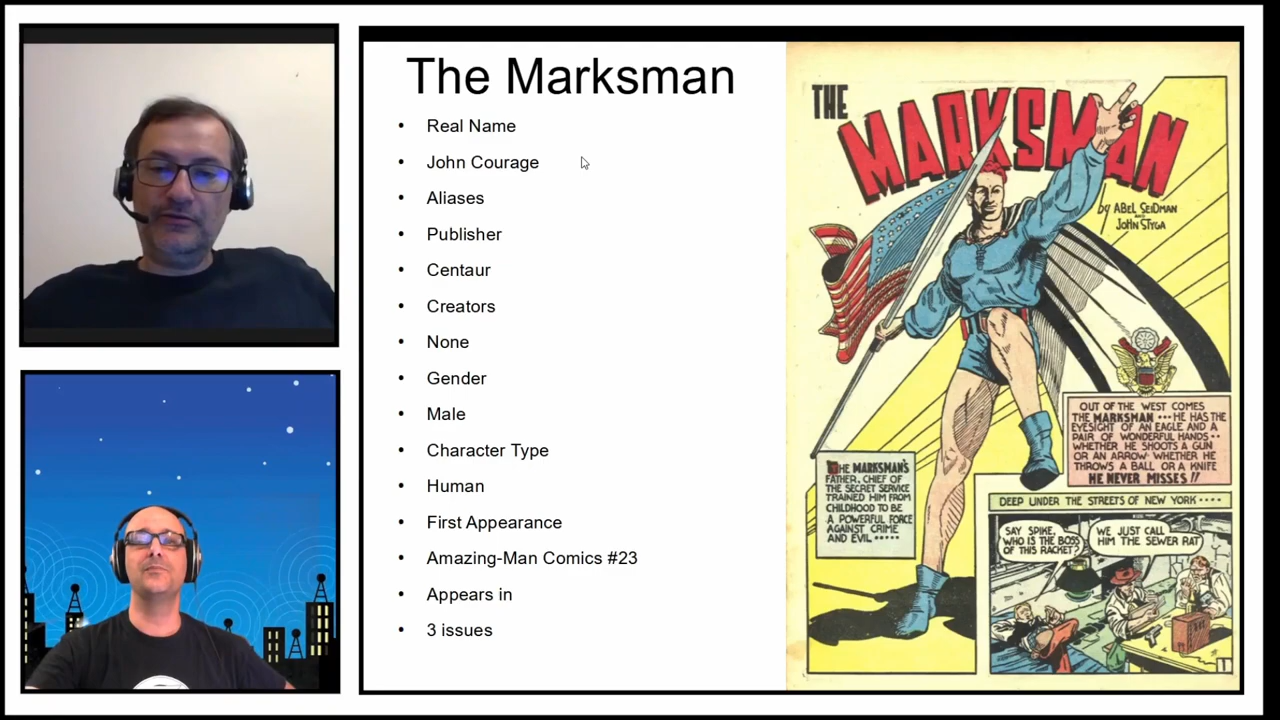 The Marksman
• Real Name
• John Courage
• Aliases
• Publisher
• Centaur
• Creators
• None
• Gender
• Male
• Character Type
• Human
• First Appearance
• Amazing-Man Comics #23
• Appears in
• 3 issues
THE
MARKSMAN
by ABEL SEIDMAN
AND
JOHN STYGA
OUT OF THE WEST COMES
THE MARKSMAN ••• HE HAS THE
EYESIGHT OF AN EAGLE AND A
PAIR OF WONDERFUL HANDS ••
WHETHER HE SHOOTS A GUN
OR AN ARROW WHETHER HE
THROWS A BALL OR A KNIFE
HE NEVER MISSES!!
THE MARKSMAN'S
FATHER, CHIEF OF
THE SECRET SERVICE
TRAINED HIM FROM
CHILDHOOD TO BE
A POWERFUL FORCE
AGAINST CRIME
AND EVIL •••••
DEEP UNDER THE STREETS OF NEW YORK ••••
SAY SPIKE,
WHO IS THE BOSS
OF THIS RACKET?
WE JUST CALL
HIM THE SEWER RAT
1